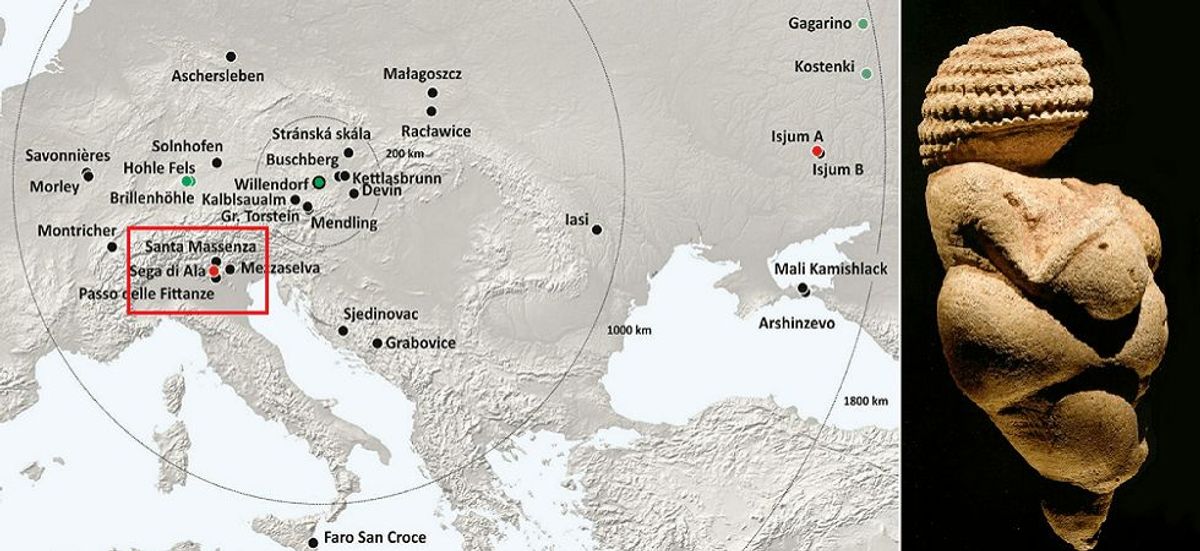 Gagarino
Aschersleben
Małagoszcz
Kostenki
Racławice
Stránská skála
Isjum A
Solnhofen
200 km
Savonnières
Buschberg
Hohle Fels
Isjum B
Kettlasbrunn
Morley
Willendorf
Devin
Brillenhöhle
Kalblsaualm
Gr. Torstein
Mendling
Iasi
Montricher
Santa Massenza
Sega di Ala
Mezzaselva
Mali Kamishlack
Passo delle Fittanze
Sjedinovac
Arshinzevo
1000 km
Grabovice
1800 km
Faro San Croce